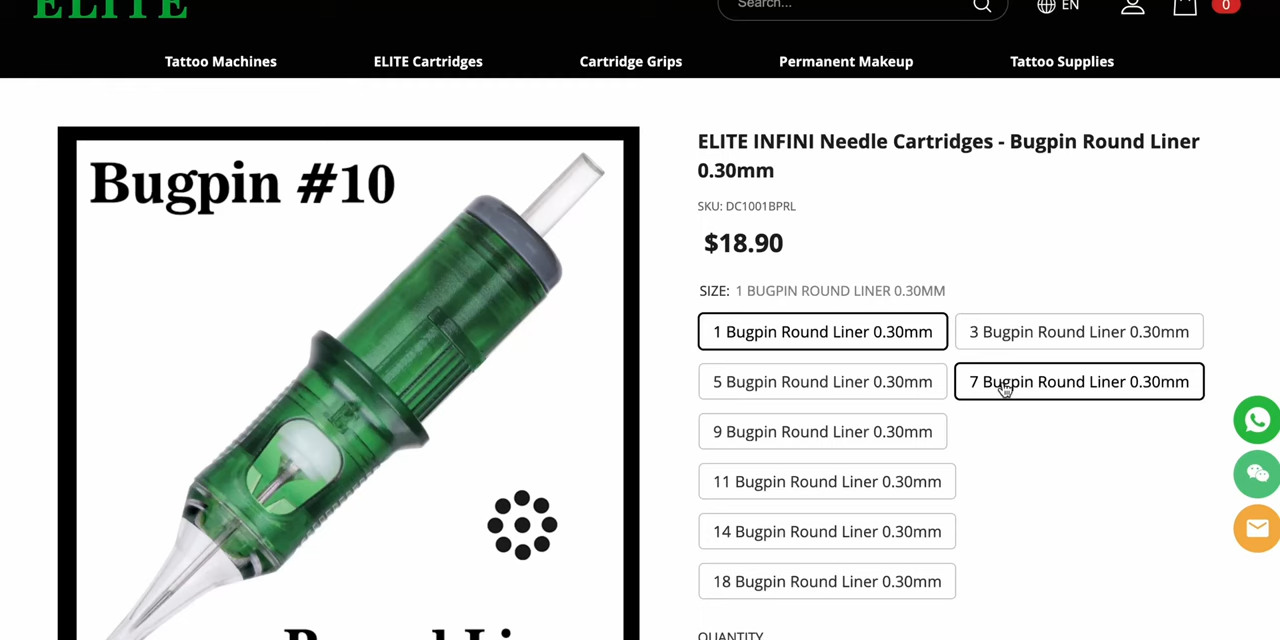 ELITE
Search...
EN
0
Tattoo Machines
ELITE Cartridges
Cartridge Grips
Permanent Makeup
Tattoo Supplies
Bugpin #10
ELITE INFINI Needle Cartridges - Bugpin Round Liner
0.30mm
SKU: DC1001BPRL
$18.90
SIZE: 1 BUGPIN ROUND LINER 0.30MM
1 Bugpin Round Liner 0.30mm
3 Bugpin Round Liner 0.30mm
5 Bugpin Round Liner 0.30mm
7 Bugpin Round Liner 0.30mm
9 Bugpin Round Liner 0.30mm
11 Bugpin Round Liner 0.30mm
14 Bugpin Round Liner 0.30mm
18 Bugpin Round Liner 0.30mm
QUANTITY